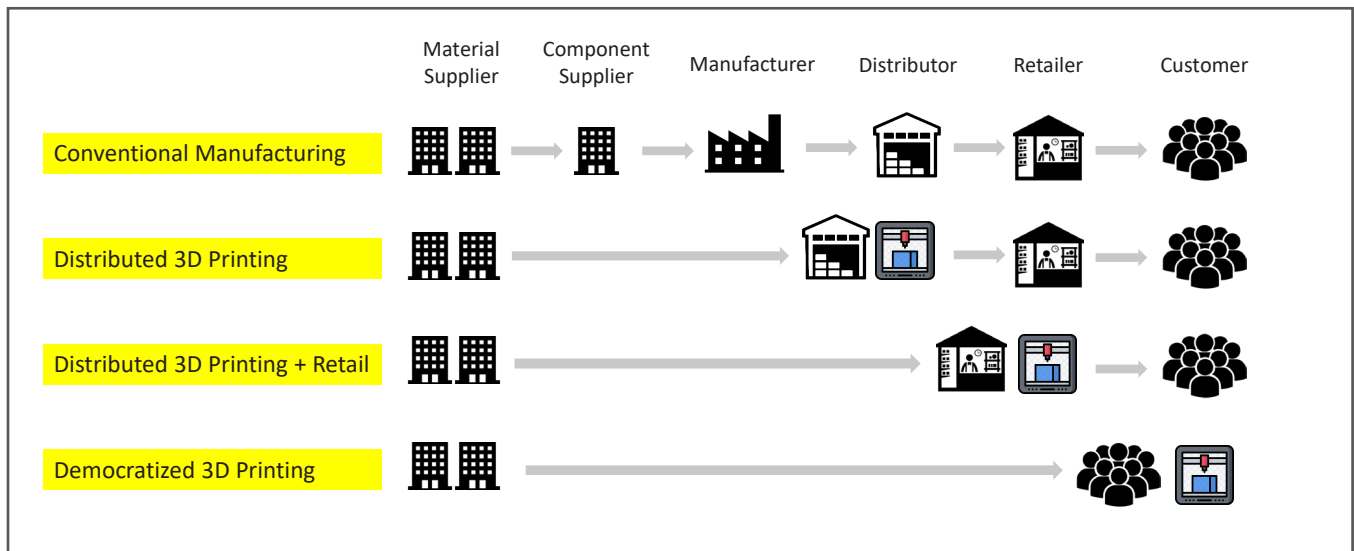 Material
Supplier
Component
Supplier
Manufacturer
Distributor
Retailer
Customer
Conventional Manufacturing
Distributed 3D Printing
Distributed 3D Printing + Retail
Democratized 3D Printing